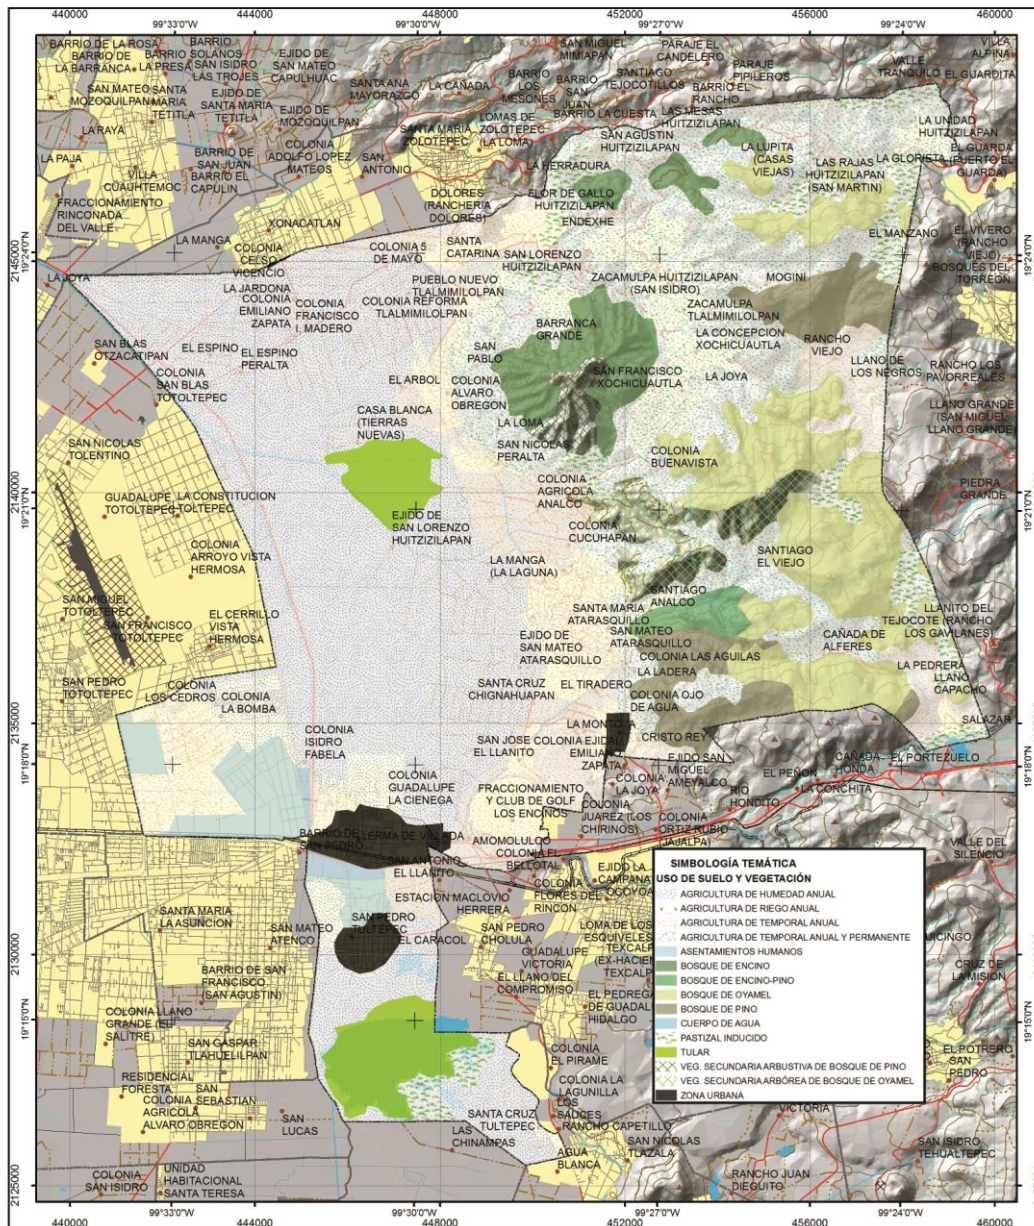 440000 444000 448000 452000 456000 460000
99°33'0"W 99°30'0"W 99°27'0"W 99°24'0"W
BARRIO DE LA ROSA
BARRIO DE
LA BARRANCA
BARRIO
LA PRESA
BARRIO
SOLANOS
SAN ISIDRO
LAS TROJES
EJIDO DE
SAN MATEO
CAPULHUAC
SANTA ANA
MAYORAZGO
LA CAÑADA
BARRIO
LOS
MESONES
SAN MIGUEL
MIMIAPAN
BARRIO
SAN
JUAN
SANTIAGO
TEJOCOTILLOS
PARAJE EL
CANDELERO
PARAJE
PIPILEROS
BARRIO EL
RANCHO
VALLE
TRANQUILO
VILLA
ALPINA
EL GUARDITA
SAN MATEO
MOZOQUILPAN
SANTA
MARIA
TETITLA
EJIDO DE
SANTA MARIA
TETITLA
EJIDO DE
MOZOQUILPAN
LA RAYA
SANTA MARIA
ZOLOTEPEC
LOMAS DE
ZOLOTEPEC
(LA LOMA)
BARRIO LA CUESTA
LAS MESAS
HUITZIZILAPAN
SAN AGUSTIN
HUITZIZILAPAN
LA UNIDAD
HUITZIZILAPAN
LA PAJA
VILLA
CUAUHTEMOC
BARRIO DE
SAN JUAN
BARRIO EL
CAPULIN
COLONIA
ADOLFO LOPEZ
MATEOS
SAN
ANTONIO
LA HERRADURA
LA LUPITA
(CASAS
VIEJAS)
LAS RAJAS
HUITZIZILAPAN
(SAN MARTIN)
LA GLORIETA
EL GUARDA
(PUERTO EL
GUARDA)
FRACCIONAMIENTO
RINCONADA
DEL VALLE
XONACATLAN
DOLORES
(RANCHERIA
DOLORES)
FLOR DE GALLO
HUITZIZILAPAN
ENDEXHE
EL MANZANO
EL VIVERO
(RANCHO
VIEJO)
BOSQUES DEL
TORREON
LA MANGA
COLONIA
CELSO
VICENCIO
COLONIA 5
DE MAYO
SANTA
CATARINA
SAN LORENZO
HUITZIZILAPAN
2145000
19°24'0"N
LA JOYA
LA JARDONA
COLONIA
EMILIANO
ZAPATA
COLONIA
FRANCISCO
I. MADERO
PUEBLO NUEVO
TLALMIMILOLPAN
COLONIA REFORMA
TLALMIMILOLPAN
ZACAMULPA HUITZIZILAPAN
(SAN ISIDRO)
MOGINI
ZACAMULPA
TLALMIMILOLPAN
LA CONCEPCION
XOCHICUAUTLA
RANCHO
VIEJO
SAN BLAS
OTZACATIPAN
EL ESPINO
EL ESPINO
PERALTA
SAN
PABLO
BARRANCA
GRANDE
SAN FRANCISCO
XOCHICUAUTLA
LA JOYA
LLANO DE
LOS NEGROS
RANCHO LOS
PAVORREALES
COLONIA
SAN BLAS
TOTOLTEPEC
EL ARBOL
COLONIA
ALVARO
OBREGON
LLANO GRANDE
(SAN MIGUEL
LLANO GRANDE)
CASA BLANCA
(TIERRAS
NUEVAS)
LA LOMA
SAN NICOLAS
PERALTA
COLONIA
BUENAVISTA
SAN NICOLAS
TOLENTINO
COLONIA
AGRICOLA
ANALCO
PIEDRA
GRANDE
2140000
19°21'0"N
GUADALUPE
TOTOLTEPEC
LA CONSTITUCION
TOLTEPEC
EJIDO DE
SAN LORENZO
HUITZIZILAPAN
COLONIA
CUCUHAPAN
COLONIA
ARROYO VISTA
HERMOSA
LA MANGA
(LA LAGUNA)
SANTIAGO
EL VIEJO
SAN MIGUEL
TOTOLTEPEC
SAN FRANCISCO
TOTOLTEPEC
EL CERRILLO
VISTA
HERMOSA
SANTIAGO
ANALCO
SANTA MARIA
ATARASQUILLO
SAN MATEO
ATARASQUILLO
LLANITO DEL
TEJOCOTE (RANCHO
LOS GAVILANES)
EJIDO DE
SAN MATEO
ATARASQUILLO
COLONIA LAS AGUILAS
CAÑADA DE
ALFERES
SAN PEDRO
TOTOLTEPEC
COLONIA
LOS CEDROS
COLONIA
LA BOMBA
SANTA CRUZ
CHIGNAHUAPAN
EL TIRADERO
LA LADERA
COLONIA OJO
DE AGUA
LA PEDRERA
LLANO
CAPACHO
2135000
19°18'0"N
COLONIA
ISIDRO
FABELA
SAN JOSE
EL LLANITO
LA MONTOYA
COLONIA EJIDAL
EMILIANO
ZAPATA
CRISTO REY
SALAZAR
EJIDO SAN
MIGUEL
AMEYALCO
CAÑADA
HONDA
EL PORTEZUELO
EL PEÑON
COLONIA
GUADALUPE
LA CIENEGA
FRACCIONAMIENTO
Y CLUB DE GOLF
LOS ENCINOS
COLONIA
LA JOYA
RIO
HONDITO
LA CONCHITA
COLONIA
JUAREZ (LOS
CHIRINOS)
COLONIA
ORTIZ RUBIO
(JAJALPA)
BARRIO DE
SAN PEDRO
LERMA DE VILLADA
AMOMOLULCO
VALLE DEL
SILENCIO
SAN ANTONIO
EL LLANITO
COLONIA EL
BELLOTAL
EJIDO LA
CAMPANA
OCOYOA
ESTACION MACLOVIO
HERRERA
COLONIA
FLORES DEL
RINCON
SANTA MARIA
LA ASUNCION
SAN PEDRO
TULTEPEC
EL CARACOL
SAN MATEO
ATENCO
SAN PEDRO
CHOLULA
LOMA DE LOS
ESQUIVELES
TEXCALP
(EX-HACIEN
TEXCALP
2130000
19°15'0"N
BARRIO DE SAN
FRANCISCO
(SAN AGUSTIN)
GUADALUPE
VICTORIA
EL LLANO DEL
COMPROMISO
EL PEDREGA
DE GUADAL
HIDALGO
UICINGO
CRUZ DE
LA MISION
COLONIA LLANO
GRANDE (EL
SALITRE)
SAN GASPAR
TLAHUELILPAN
COLONIA
EL PIRAME
EL POTRERO
SAN
PEDRO
RESIDENCIAL
FORESTA
COLONIA
AGRICOLA
ALVARO OBREGON
SAN
SEBASTIAN
SAN
LUCAS
COLONIA LA
LAGUNILLA
LOS
SAUCES
RANCHO CAPETILLO
VICTORIA
SANTA CRUZ
TULTEPEC
LAS
CHINAMPAS
SAN NICOLAS
TLAZALA
SAN ISIDRO
TEHUALTEPEC
AGUA
BLANCA
COLONIA
SAN ISIDRO
UNIDAD
HABITACIONAL
SANTA TERESA
RANCHO JUAN
DIEGUITO
2125000
SIMBOLOGÍA TEMÁTICA
USO DE SUELO Y VEGETACIÓN
AGRICULTURA DE HUMEDAD ANUAL
AGRICULTURA DE RIEGO ANUAL
AGRICULTURA DE TEMPORAL ANUAL
AGRICULTURA DE TEMPORAL ANUAL Y PERMANENTE
ASENTAMIENTOS HUMANOS
BOSQUE DE ENCINO
BOSQUE DE ENCINO-PINO
BOSQUE DE OYAMEL
BOSQUE DE PINO
CUERPO DE AGUA
PASTIZAL INDUCIDO
TULAR
VEG. SECUNDARIA ARBUSTIVA DE BOSQUE DE PINO
VEG. SECUNDARIA ARBÓREA DE BOSQUE DE OYAMEL
ZONA URBANA
2145000
19°24'0"N
2140000
19°21'0"N
2135000
19°18'0"N
2130000
19°15'0"N
2125000
440000 444000 448000 452000 456000 460000
99°33'0"W 99°30'0"W 99°27'0"W 99°24'0"W